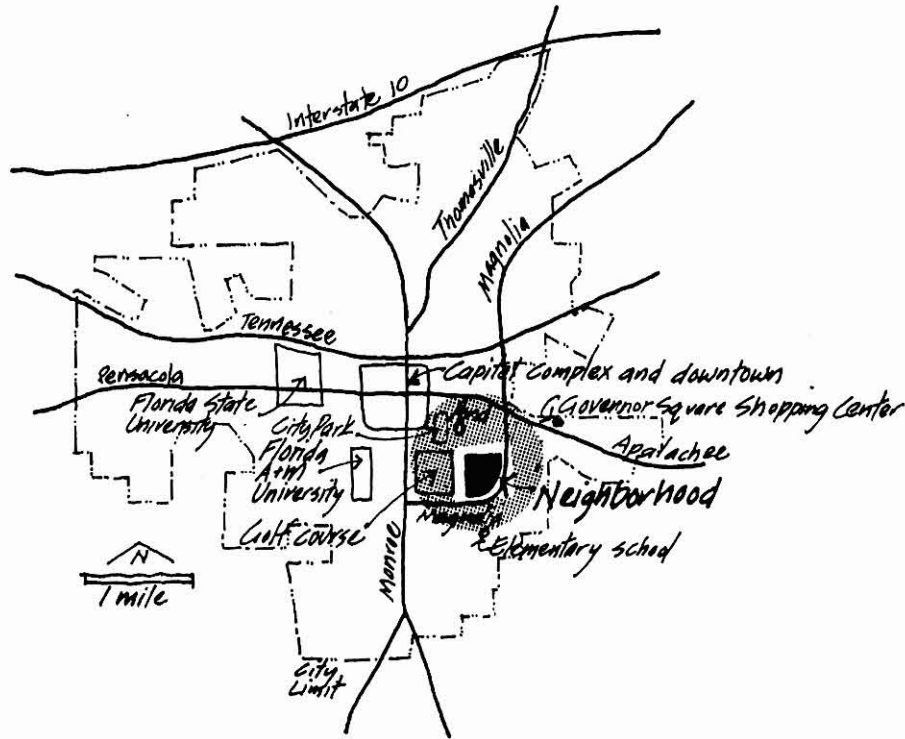 Interstate 10
Thomasville
Magnolia
Tennessee
Pensacola
Capitol Complex and downtown
Florida State
University
Governor Square Shopping Center
City Park
Apalachee
Florida
A+M
University
Neighborhood
Golf Course
Magnolia
Elementary school
Monroe
N
1 mile
City
Limit